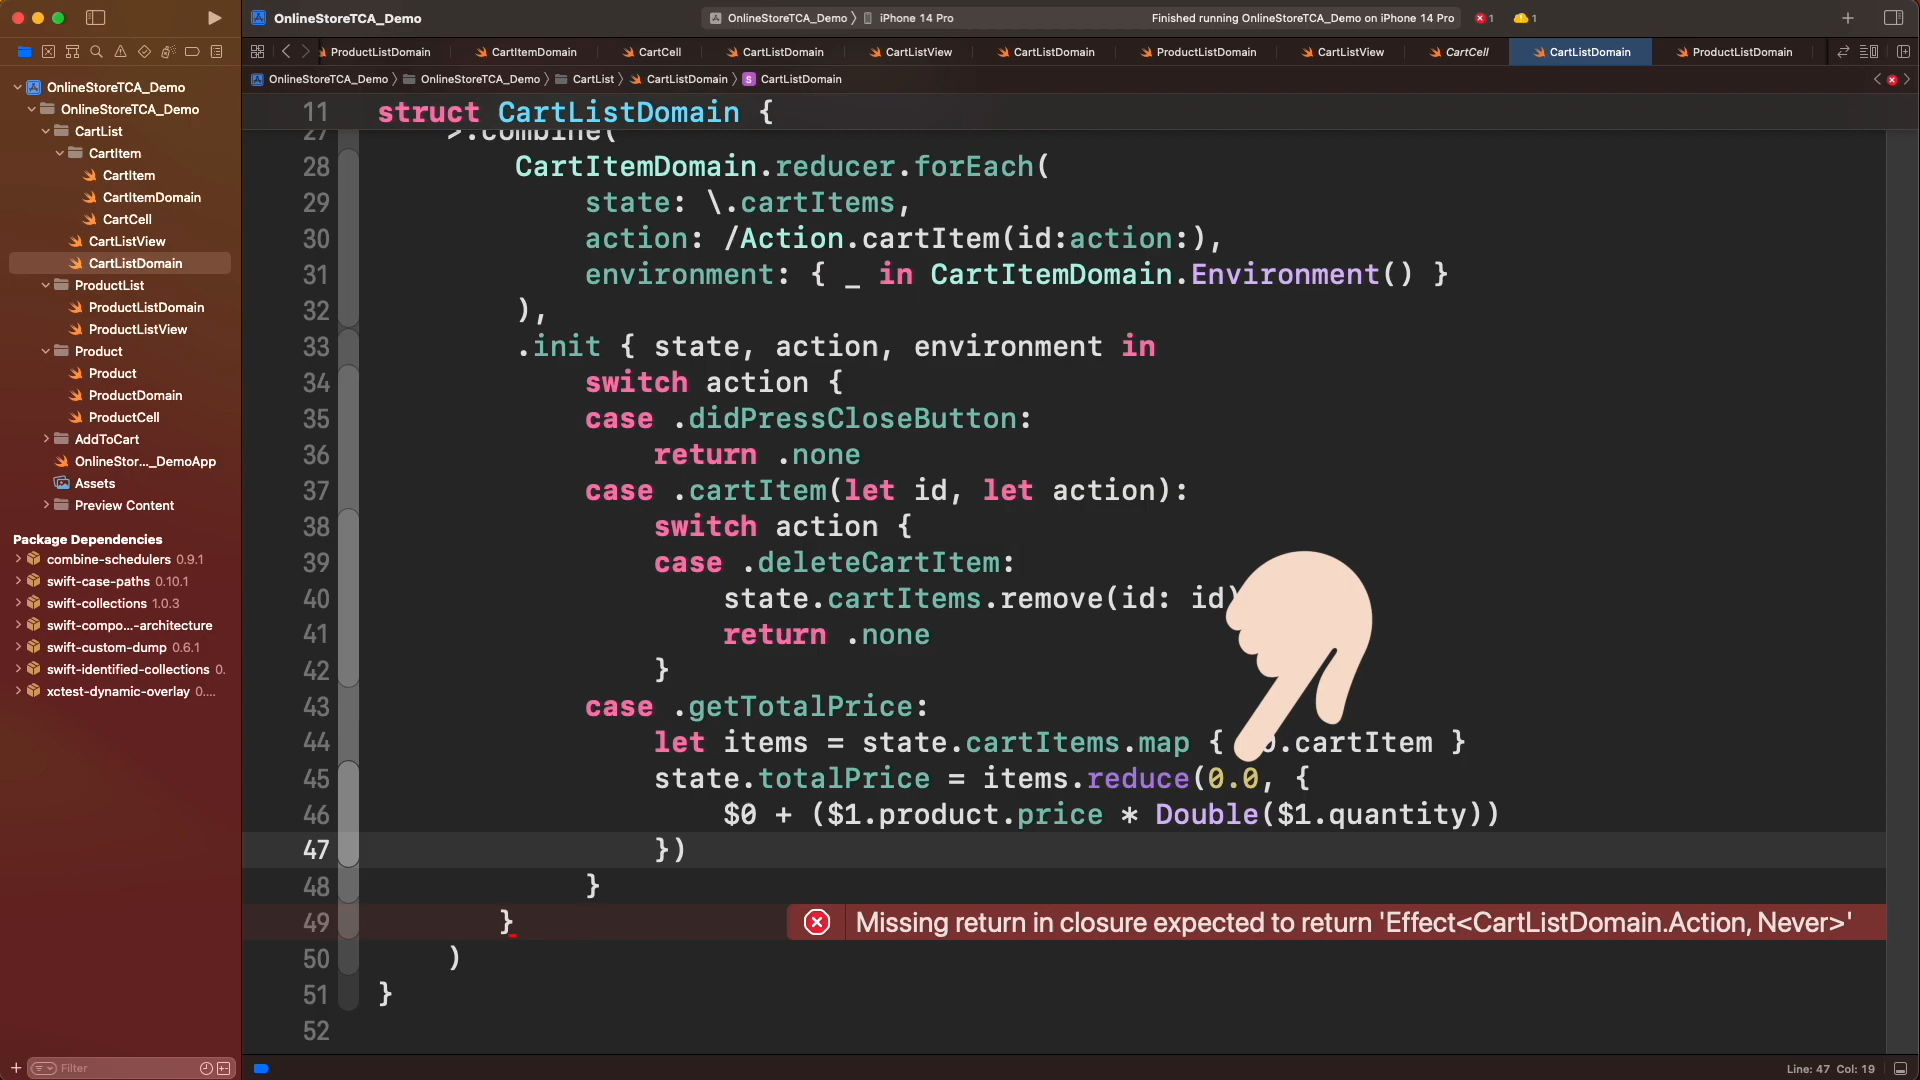 OnlineStoreTCA_Demo
OnlineStoreTCA_Demo
iPhone 14 Pro
Finished running OnlineStoreTCA_Demo on iPhone 14 Pro
1
1
ProductListDomain
CartItemDomain
CartCell
CartListDomain
CartListView
CartListDomain
ProductListDomain
CartListView
CartCell
CartListDomain
ProductListDomain
OnlineStoreTCA_Demo
OnlineStoreTCA_Demo
CartList
CartListDomain
S
CartListDomain
OnlineStoreTCA_Demo
OnlineStoreTCA_Demo
CartList
CartItem
CartItem
CartItemDomain
CartCell
CartListView
CartListDomain
ProductList
ProductListDomain
ProductListView
Product
Product
ProductDomain
ProductCell
AddToCart
OnlineStor..._DemoApp
Assets
Preview Content
Package Dependencies
combine-schedulers 0.9.1
swift-case-paths 0.10.1
swift-collections 1.0.3
swift-compo...-architecture
swift-custom-dump 0.6.1
swift-identified-collections 0.
xctest-dynamic-overlay 0....
Filter
11 struct CartListDomain {
27 >.combine(
28 CartItemDomain.reducer.forEach(
29 state: \.cartItems,
30 action: /Action.cartItem(id:action:),
31 environment: { _ in CartItemDomain.Environment() }
32 ),
33 .init { state, action, environment in
34 switch action {
35 case .didPressCloseButton:
36 return .none
37 case .cartItem(let id, let action):
38 switch action {
39 case .deleteCartItem:
40 state.cartItems.remove(id: id)
41 return .none
42 }
43 case .getTotalPrice:
44 let items = state.cartItems.map { 0.cartItem }
45 state.totalPrice = items.reduce(0.0, {
46 $0 + ($1.product.price * Double($1.quantity))
47 })
48 }
49 } Missing return in closure expected to return 'Effect<CartListDomain.Action, Never>'
50 )
51 }
52
Line: 47 Col: 19